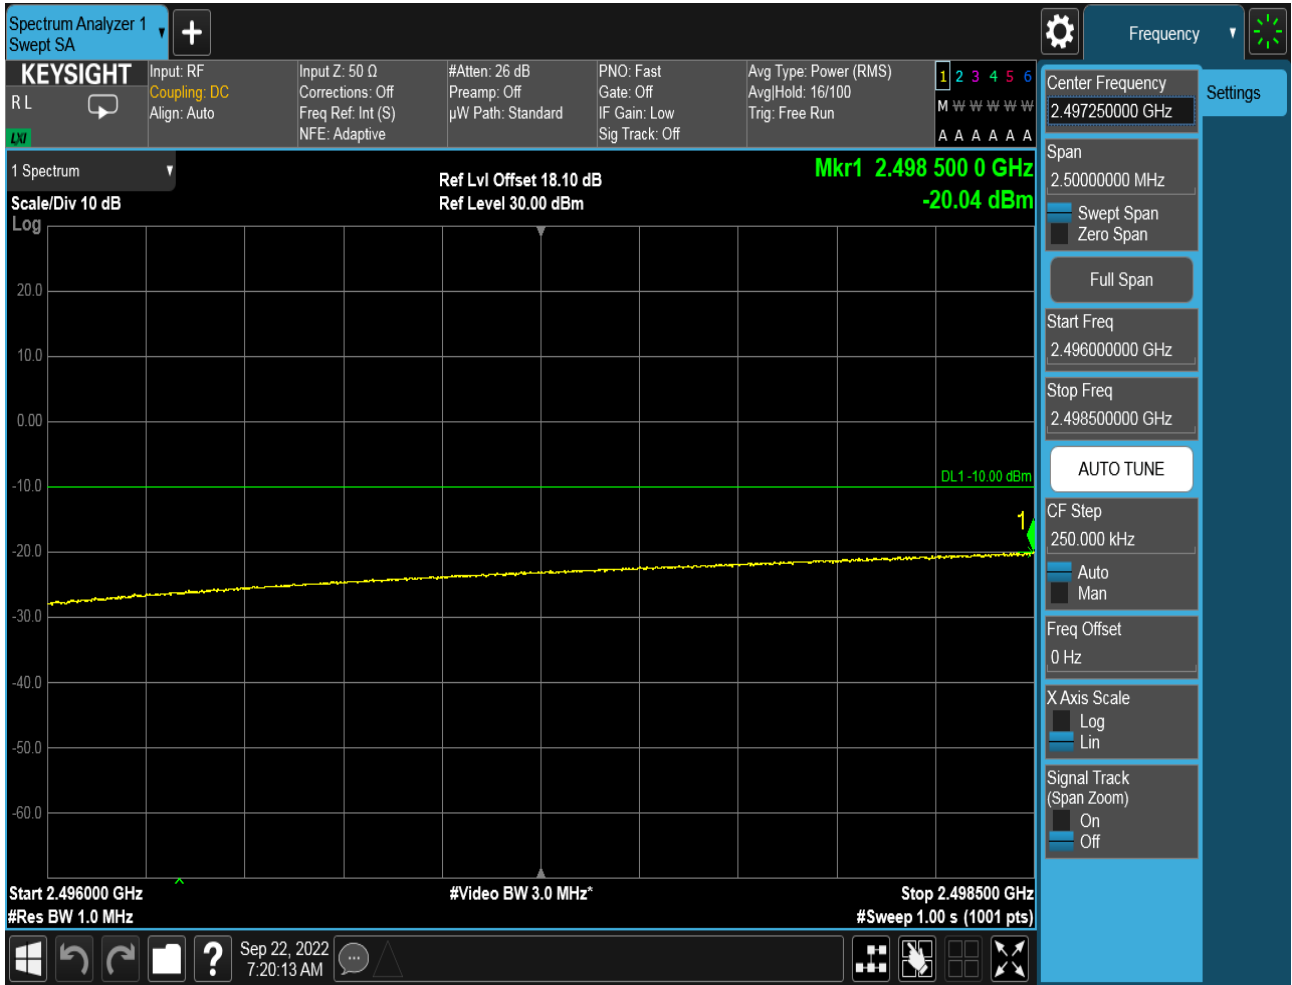 Spectrum Analyzer 1
Swept SA
Frequency
KEYSIGHT
R L
LXI
Input: RF
Coupling: DC
Align: Auto
Input Z: 50 Ω
Corrections: Off
Freq Ref: Int (S)
NFE: Adaptive
#Atten: 26 dB
Preamp: Off
µW Path: Standard
PNO: Fast
Gate: Off
IF Gain: Low
Sig Track: Off
Avg Type: Power (RMS)
Avg|Hold: 16/100
Trig: Free Run
1 2 3 4 5 6
M W W W W W
A A A A A A
1 Spectrum
Scale/Div 10 dB
Log
Ref Lvl Offset 18.10 dB
Ref Level 30.00 dBm
Mkr1 2.498 500 0 GHz
-20.04 dBm
20.0
10.0
0.00
-10.0
-20.0
-30.0
-40.0
-50.0
-60.0
DL1 -10.00 dBm
1
Start 2.496000 GHz
#Res BW 1.0 MHz
#Video BW 3.0 MHz*
Stop 2.498500 GHz
#Sweep 1.00 s (1001 pts)
Center Frequency
2.497250000 GHz
Settings
Span
2.50000000 MHz
Swept Span
Zero Span
Full Span
Start Freq
2.496000000 GHz
Stop Freq
2.498500000 GHz
AUTO TUNE
CF Step
250.000 kHz
Auto
Man
Freq Offset
0 Hz
X Axis Scale
Log
Lin
Signal Track
(Span Zoom)
On
Off
?
Sep 22, 2022
7:20:13 AM